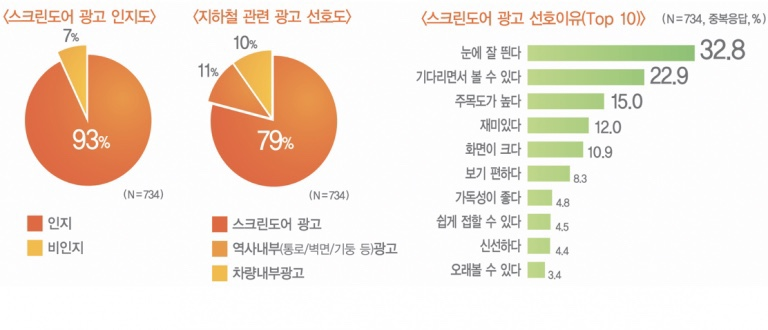 <스크린도어 광고 인지도>
7%
93%
(N=734)
인지
비인지
<지하철 관련 광고 선호도>
10%
11%
79%
(N=734)
스크린도어 광고
역사내부(통로/벽면/기둥 등)광고
차량내부광고
<스크린도어 광고 선호이유(Top 10)> (N=734, 중복응답, %)
눈에 잘 띈다 32.8
기다리면서 볼 수 있다 22.9
주목도가 높다 15.0
재미있다 12.0
화면이 크다 10.9
보기 편하다 8.3
가독성이 좋다 4.8
쉽게 접할 수 있다 4.5
신선하다 4.4
오래볼 수 있다 3.4